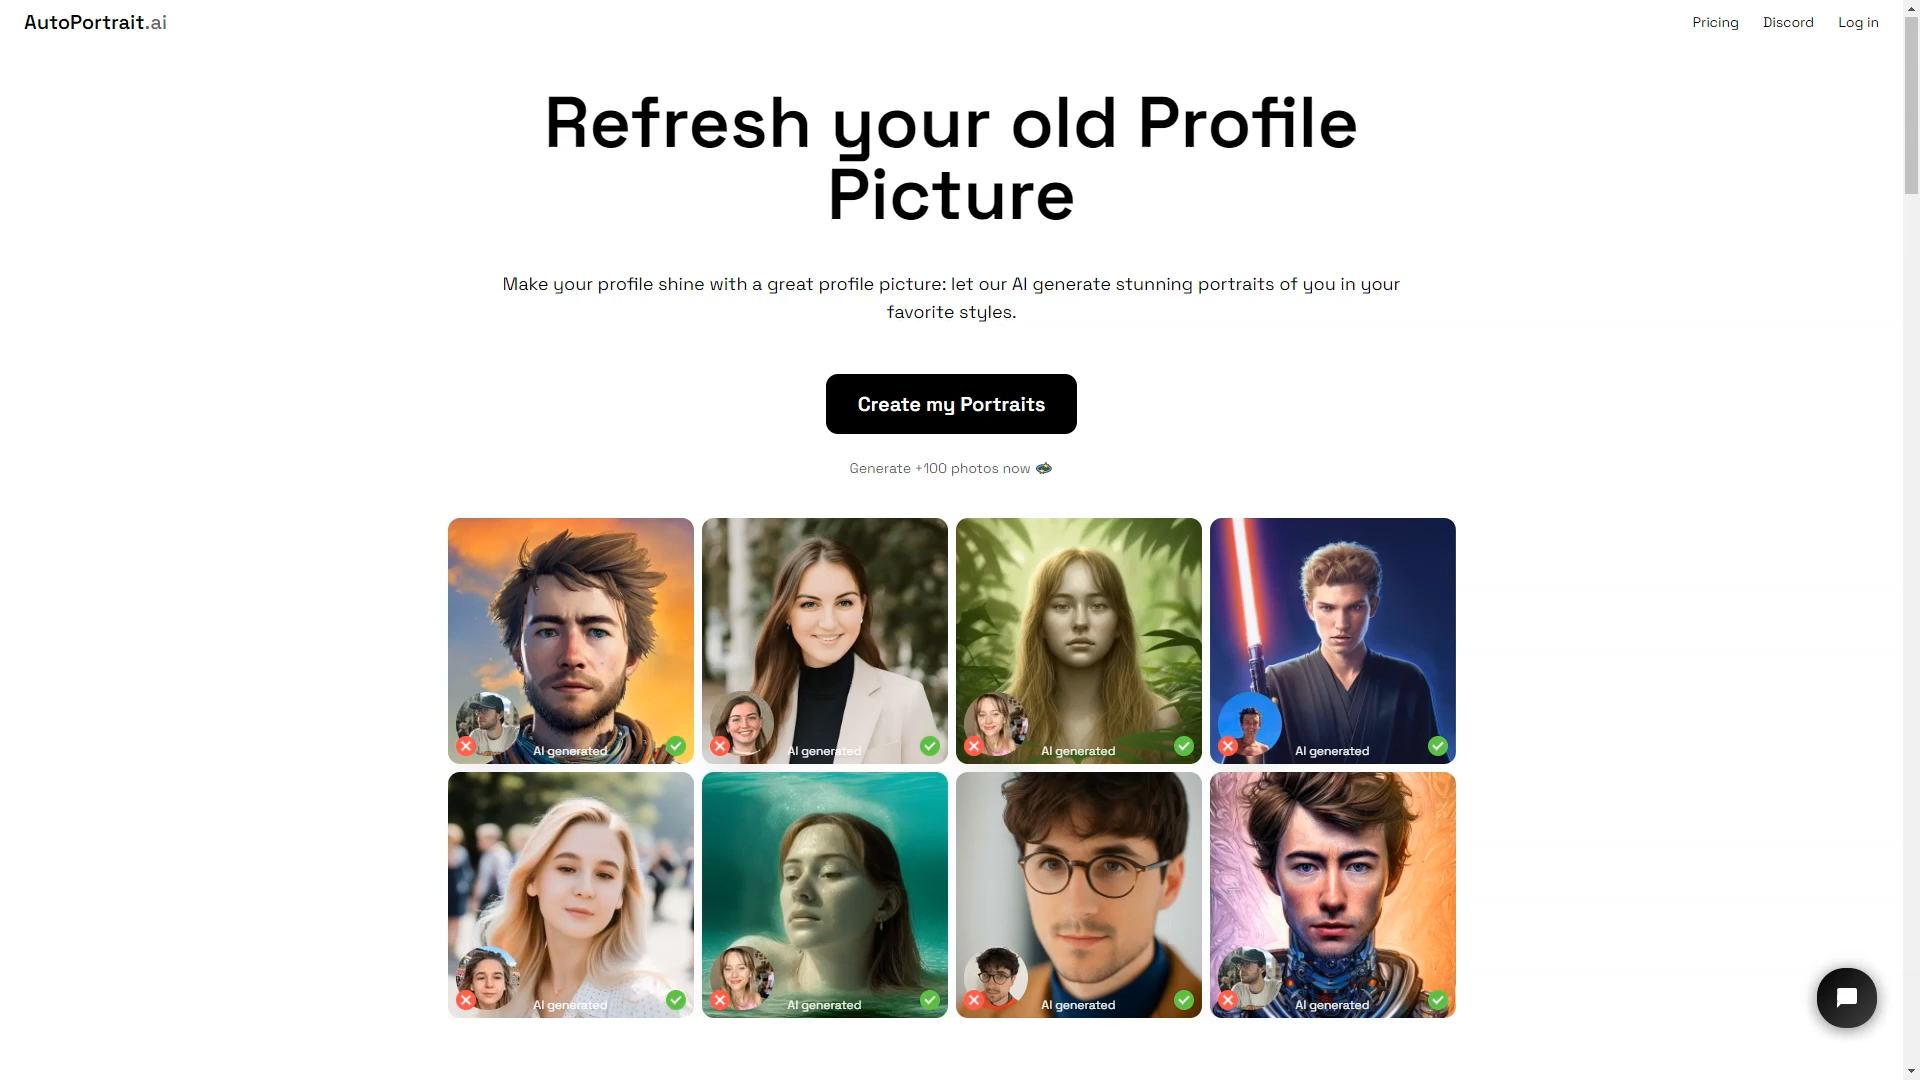 AutoPortrait.ai
Pricing
Discord
Log in
Refresh your old Profile
Picture
Make your profile shine with a great profile picture: let our AI generate stunning portraits of you in your
favorite styles.
Create my Portraits
Generate +100 photos now
AI generated
AI generated
AI generated
AI generated
AI generated
AI generated
AI generated
AI generated